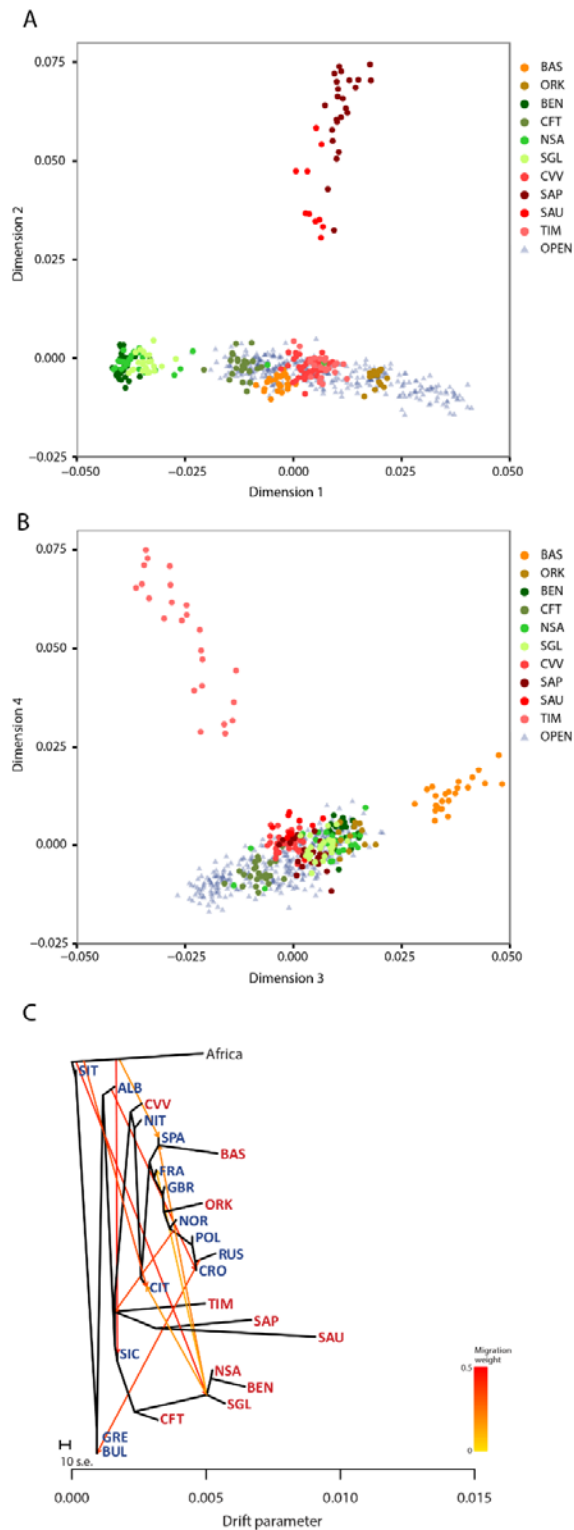 A
0.075
0.050
0.025
0.000
−0.025
Dimension 2
−0.050
−0.025
0.000
0.025
0.050
Dimension 1
BAS
ORK
BEN
CFT
NSA
SGL
CVV
SAP
SAU
TIM
OPEN
B
0.075
0.050
0.025
0.000
−0.025
Dimension 4
−0.050
−0.025
0.000
0.025
0.050
Dimension 3
BAS
ORK
BEN
CFT
NSA
SGL
CVV
SAP
SAU
TIM
OPEN
C
Africa
SIT
ALB
CVV
NIT
SPA
BAS
FRA
GBR
ORK
NOR
POL
RUS
CRO
CIT
TIM
SAP
SAU
SIC
NSA
BEN
SGL
CFT
GRE
BUL
Migration
weight
0.5
0
10 s.e.
0.000
0.005
0.010
0.015
Drift parameter